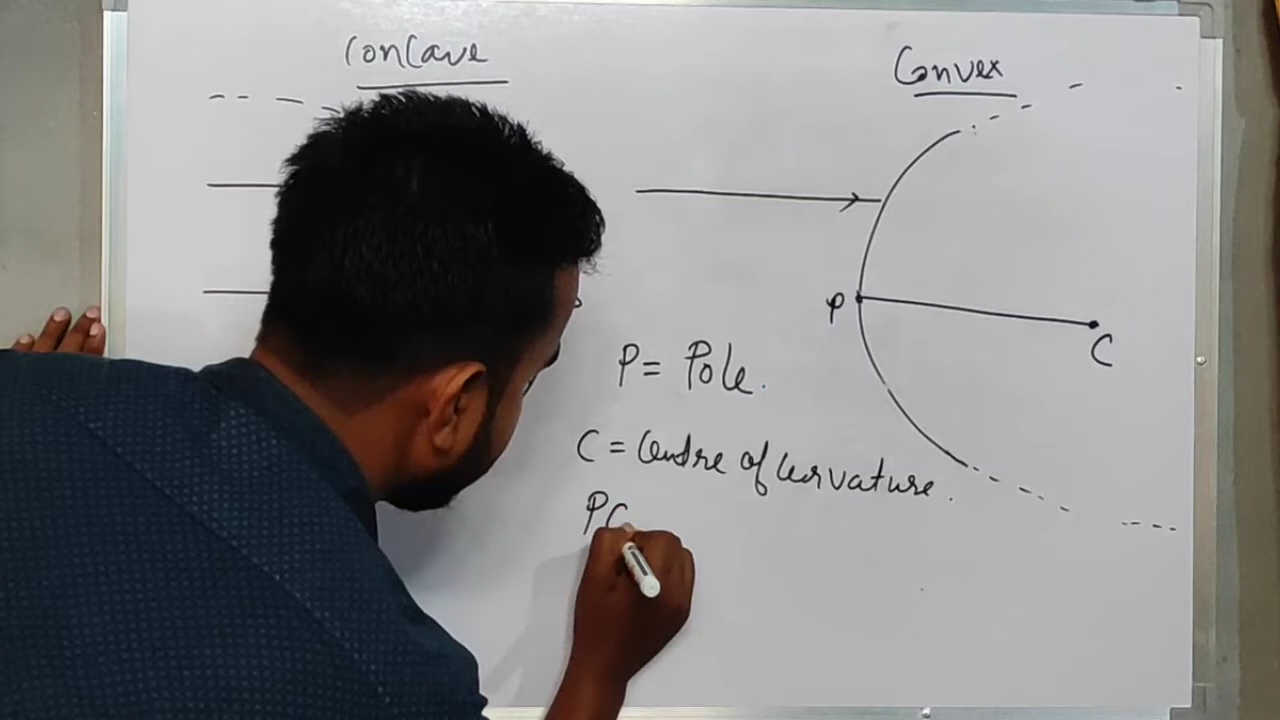 Concave
Convex
P
C
P = Pole.
C = Centre of Curvature.
PC